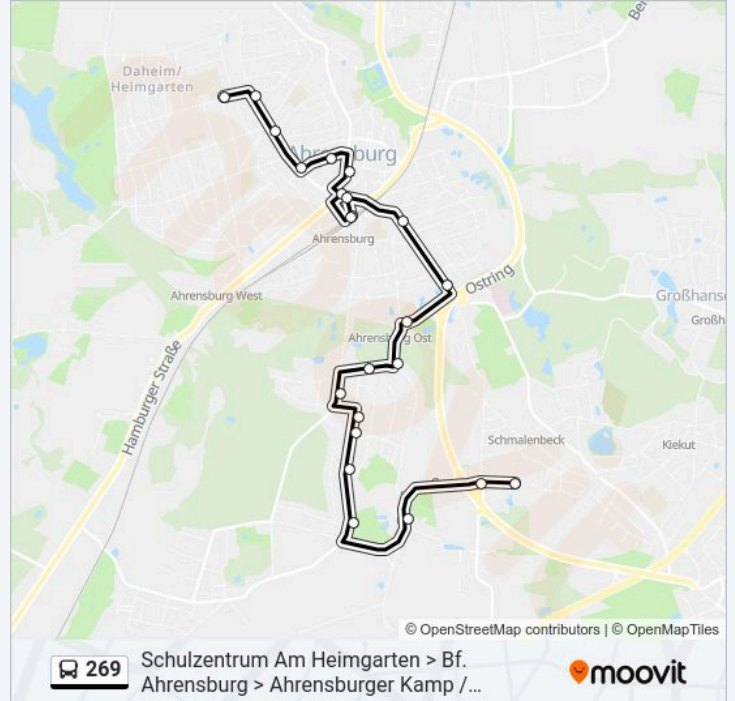 Daheim/
Heimgarten
Ahrensburg
Ahrensburg West
Ostring
Großhans
Großh
Ahrensburg Ost
Hamburger Straße
Schmalenbeck
Kiekut
© OpenStreetMap contributors | © OpenMapTiles
269
Schulzentrum Am Heimgarten > Bf.
Ahrensburg > Ahrensburger Kamp /…
moovit